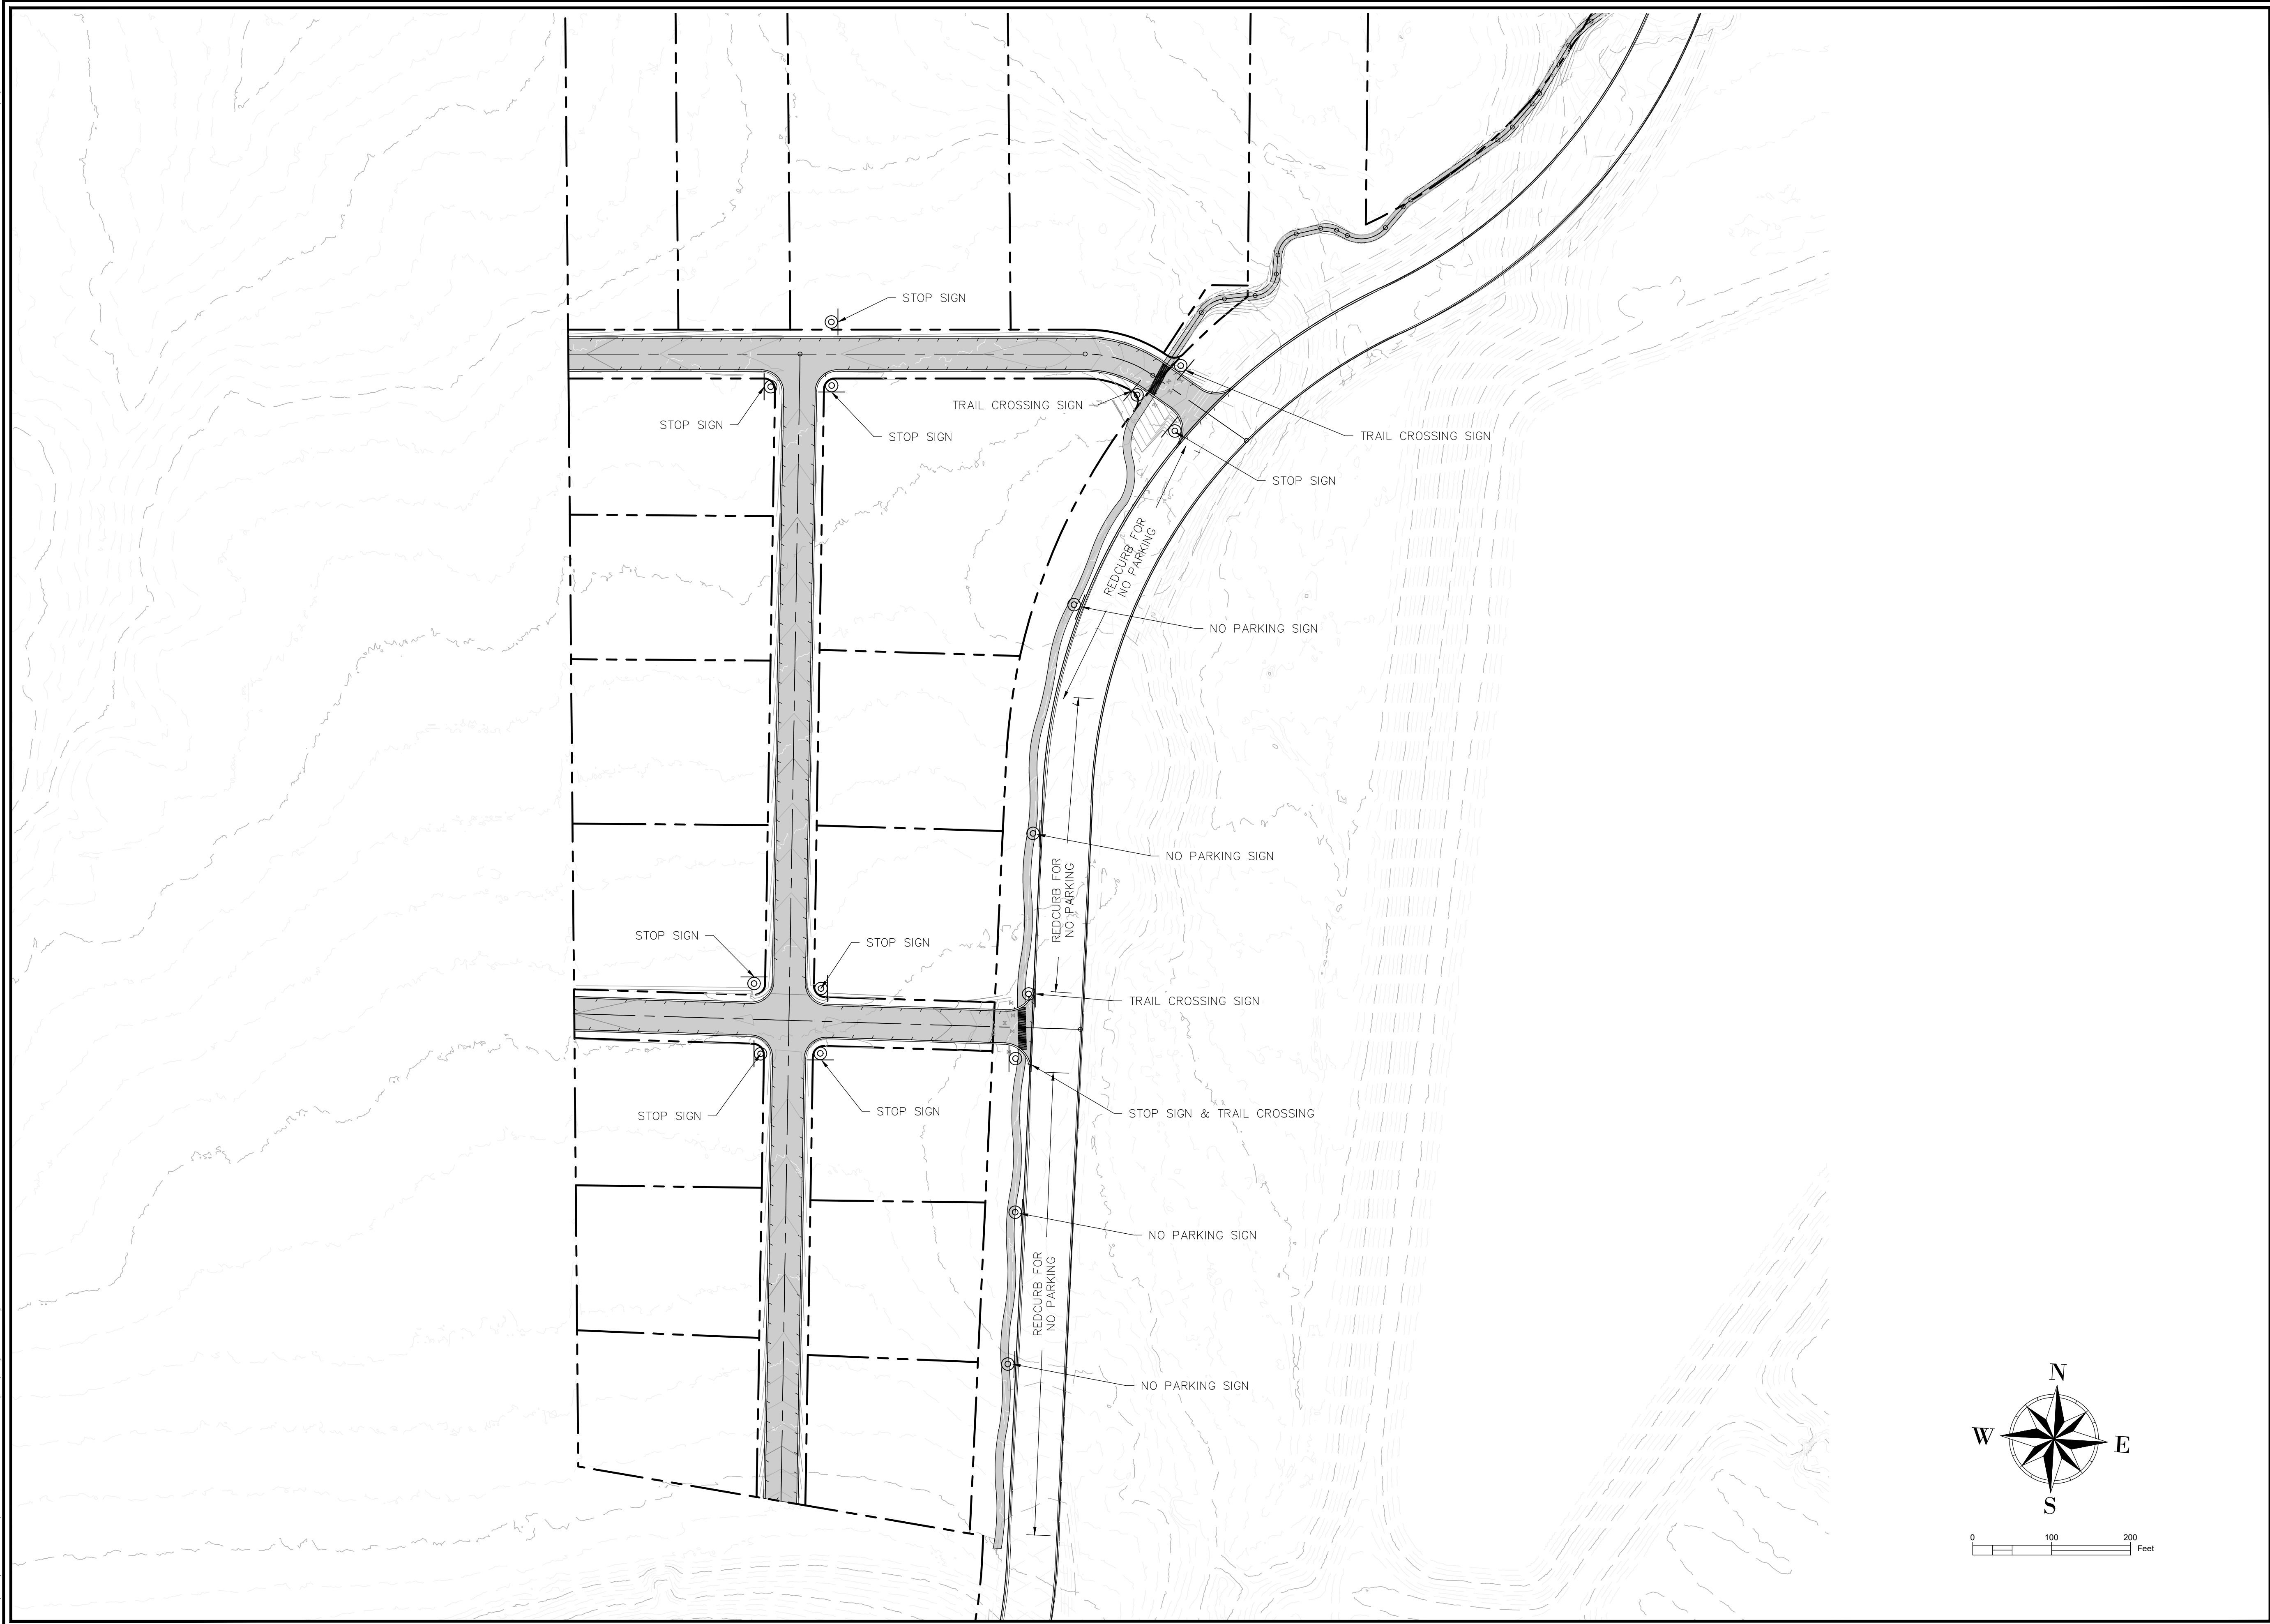 STOP SIGN
STOP SIGN
STOP SIGN
TRAIL CROSSING SIGN
TRAIL CROSSING SIGN
STOP SIGN
REDCURB FOR
NO PARKING
NO PARKING SIGN
NO PARKING SIGN
REDCURB FOR
NO PARKING
STOP SIGN
STOP SIGN
TRAIL CROSSING SIGN
STOP SIGN
STOP SIGN
STOP SIGN & TRAIL CROSSING
NO PARKING SIGN
REDCURB FOR
NO PARKING
NO PARKING SIGN
N
W
E
S
0 100 200
Feet